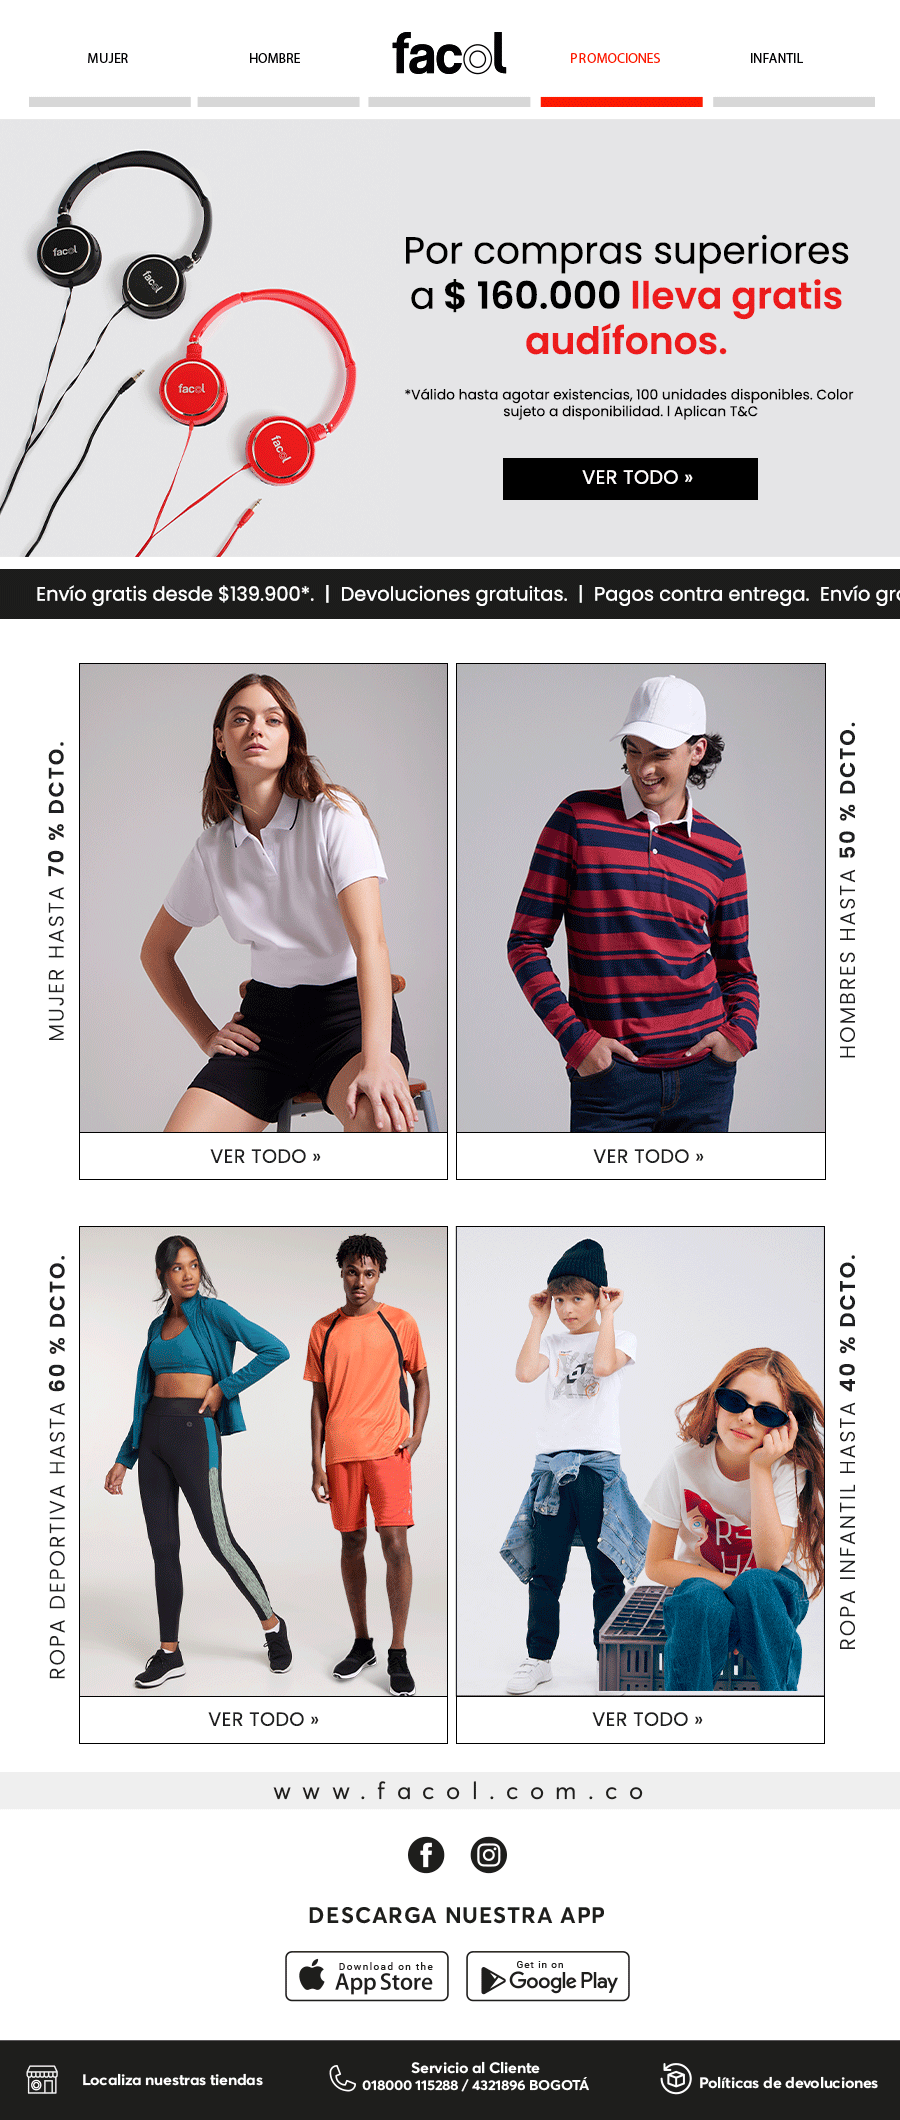 MUJER
HOMBRE
facol
PROMOCIONES
INFANTIL
facol
facol
facol
facol
Por compras superiores
a $ 160.000 lleva gratis
audífonos.
*Válido hasta agotar existencias, 100 unidades disponibles. Color
sujeto a disponibilidad. l Aplican T&C
VER TODO »
Envío gratis desde $139.900*. | Devoluciones gratuitas. | Pagos contra entrega. Envío gra
MUJER HASTA 70 % DCTO.
HOMBRES HASTA 50 % DCTO.
VER TODO »
VER TODO »
ROPA DEPORTIVA HASTA 60 % DCTO.
ROPA INFANTIL HASTA 40 % DCTO.
VER TODO »
VER TODO »
www.facol.com.co
DESCARGA NUESTRA APP
Download on the
App Store
Get in on
Google Play
Localiza nuestras tiendas
Servicio al Cliente
018000 115288 / 4321896 BOGOTÁ
Políticas de devoluciones